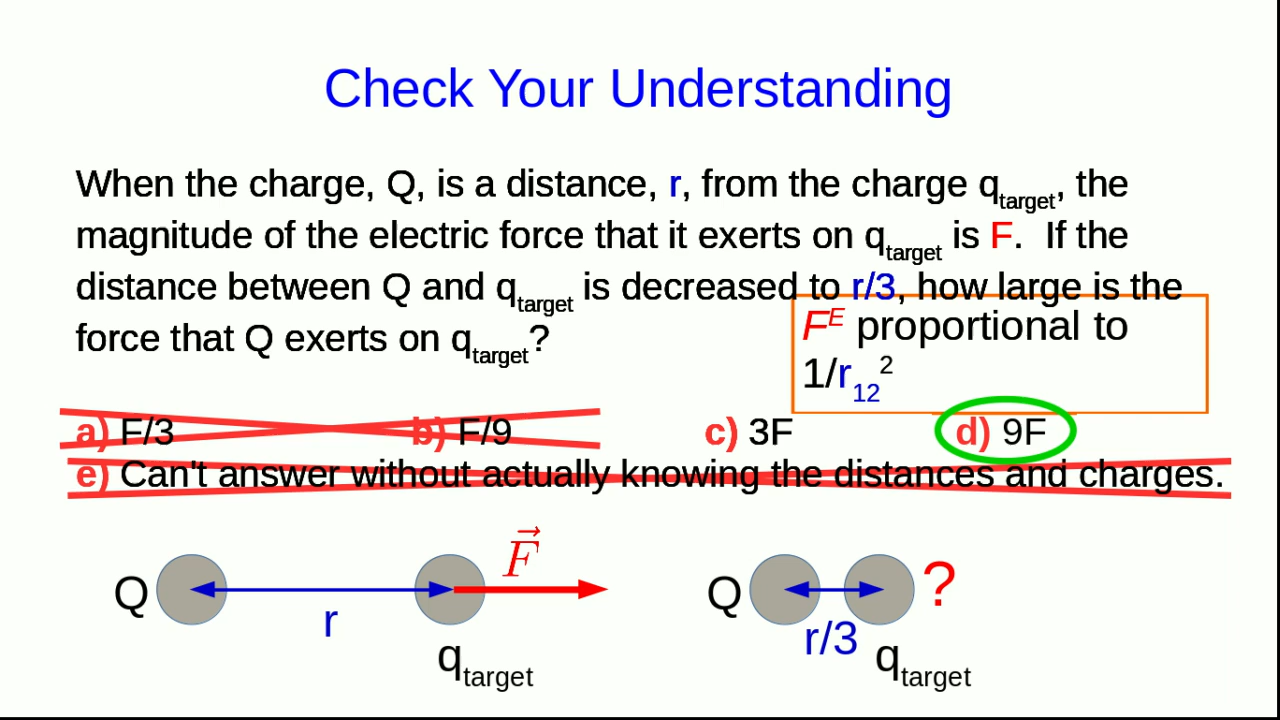 Check Your Understanding
When the charge, Q, is a distance, r, from the charge qtarget, the
magnitude of the electric force that it exerts on qtarget is F. If the
distance between Q and qtarget is decreased to r/3, how large is the
force that Q exerts on qtarget?
F^E proportional to
1/r₁₂²
a) F/3 b) F/9 c) 3F d) 9F
e) Can't answer without actually knowing the distances and charges.
F⃗
Q
r
qtarget
Q
?
r/3
qtarget